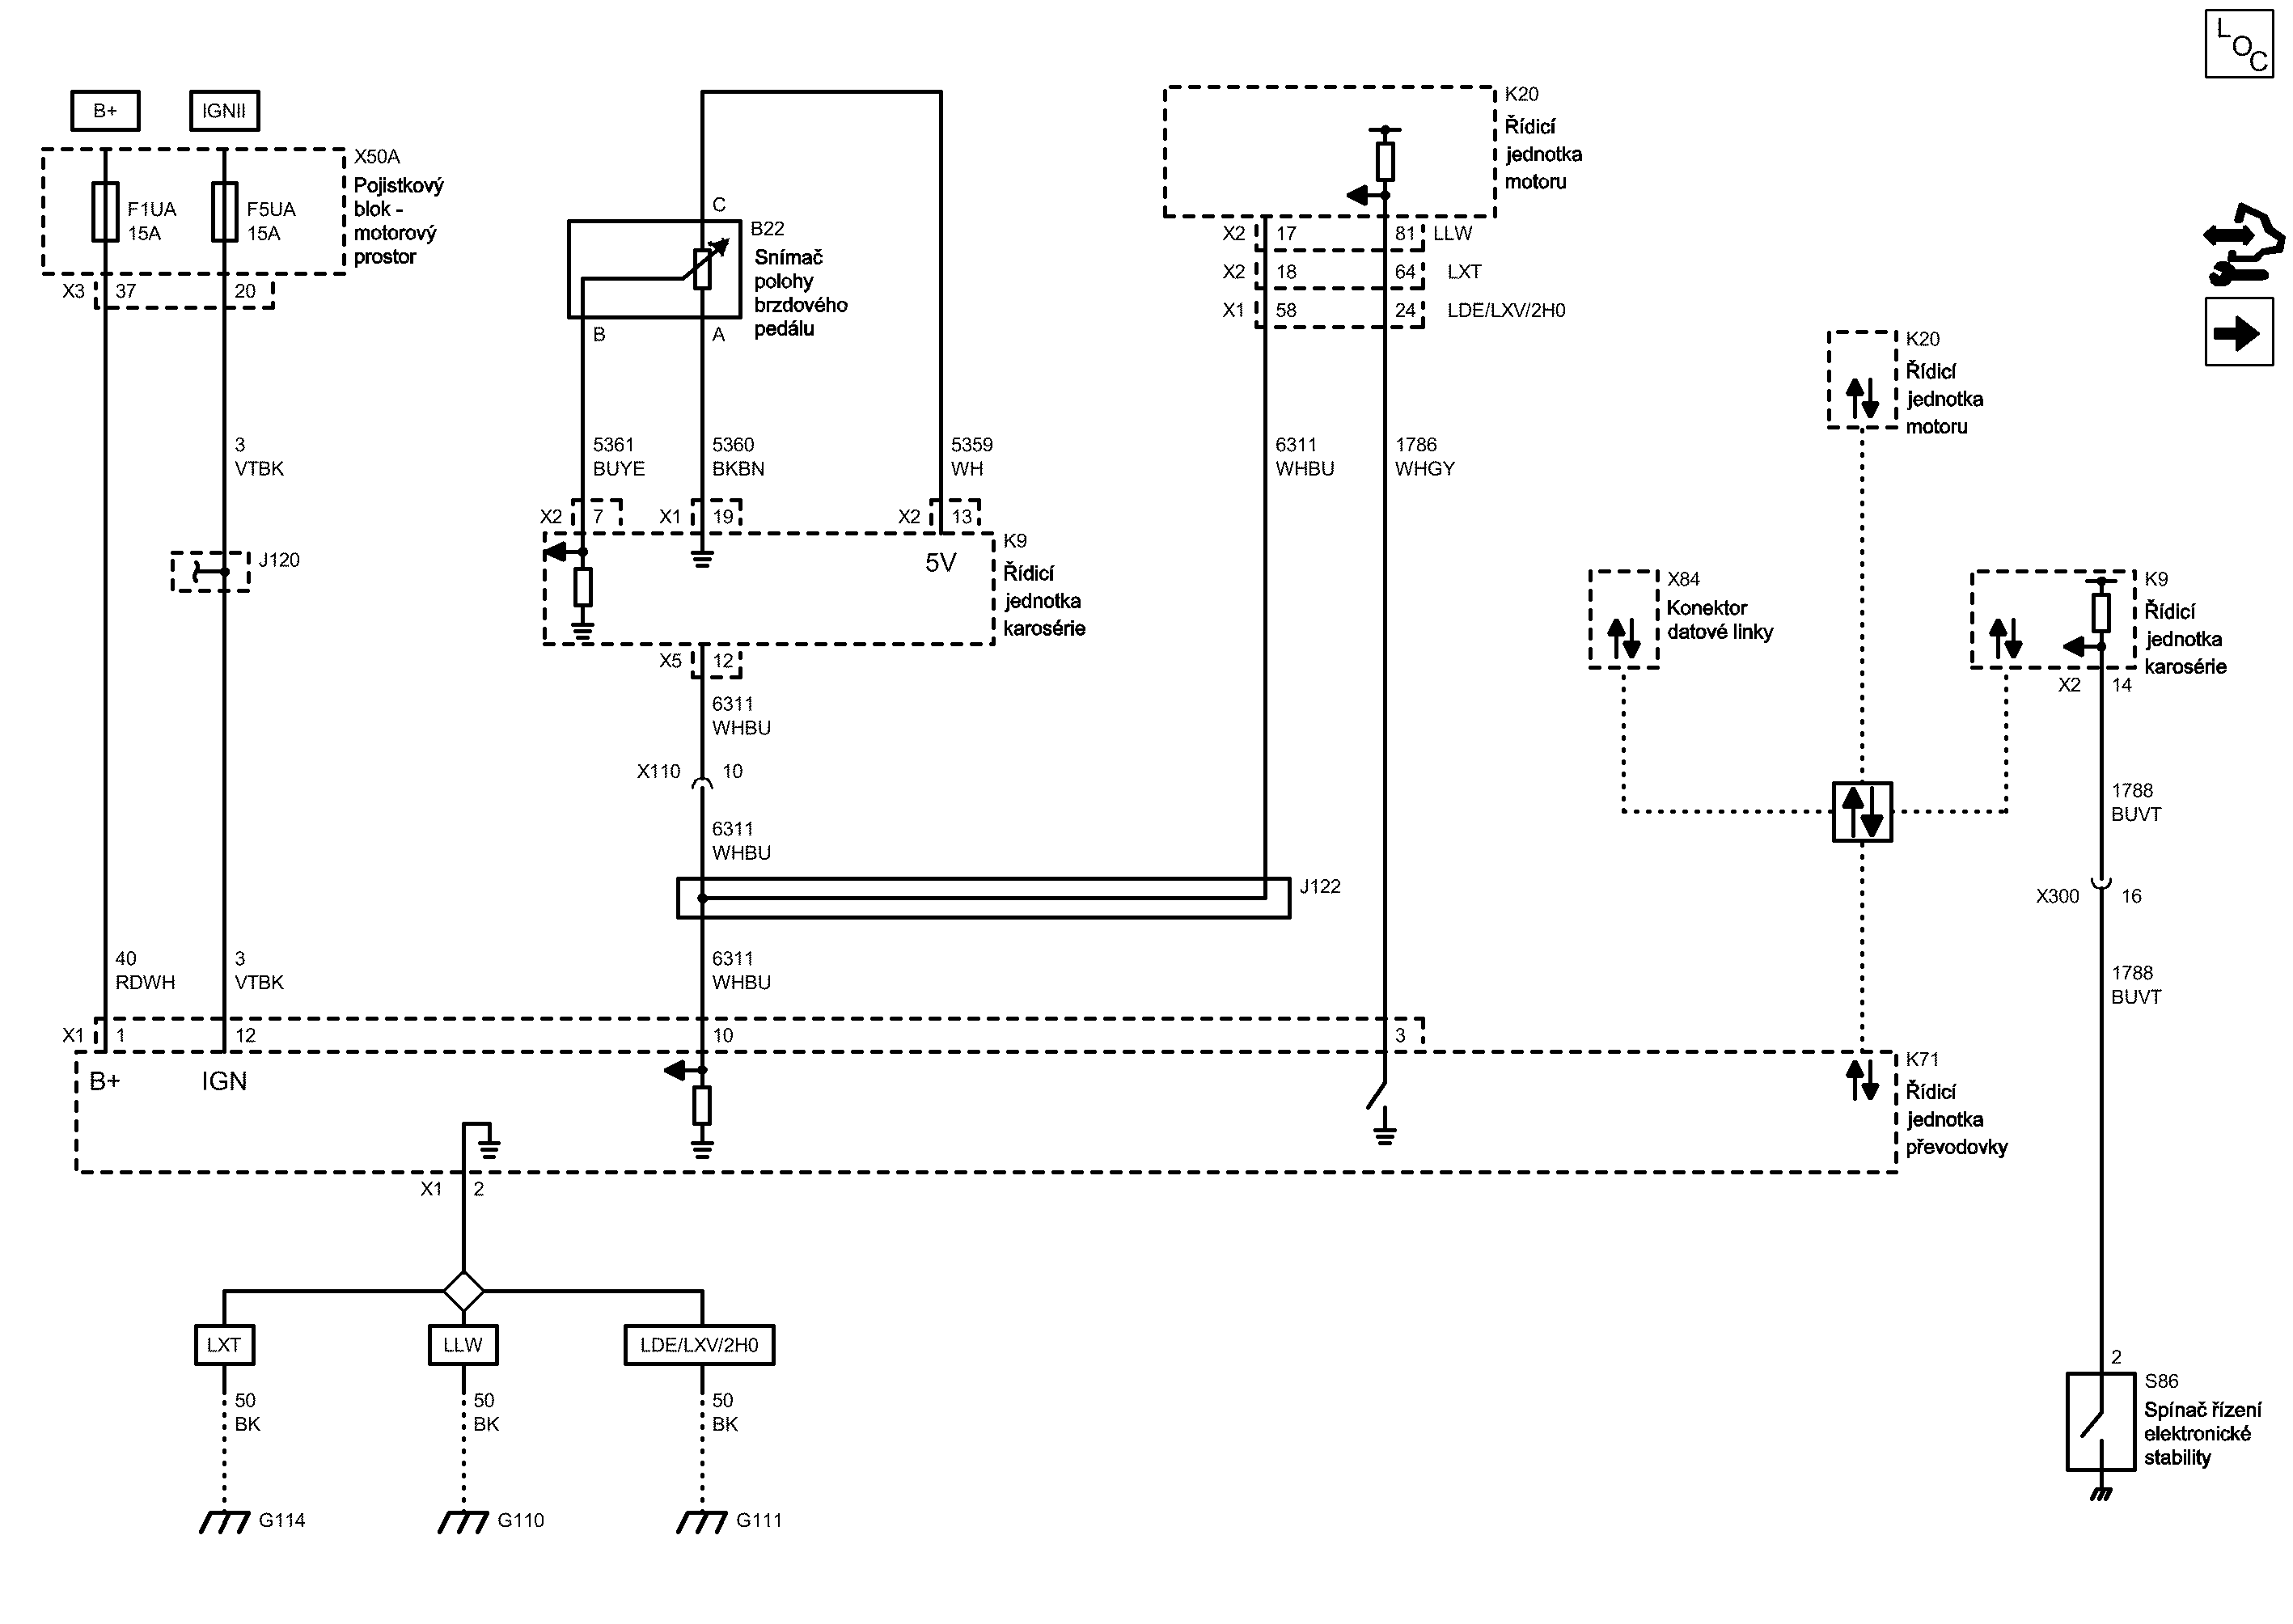 LOC
B+
IGNII
X50A
Pojistkový
blok -
motorový
prostor
F1UA
15A
F5UA
15A
X3
37
20
3
VTBK
J120
40
RDWH
3
VTBK
C
B22
Snímač
polohy
brzdového
pedálu
B
A
5361
BUYE
5360
BKBN
5359
WH
X2
7
X1
19
X2
13
5V
K9
Řídicí
jednotka
karosérie
X5
12
6311
WHBU
X110
10
6311
WHBU
J122
6311
WHBU
K20
Řídicí
jednotka
motoru
X2
17
81
LLW
X2
18
64
LXT
X1
58
24
LDE/LXV/2H0
6311
WHBU
1786
WHGY
K20
Řídicí
jednotka
motoru
X84
Konektor
datové linky
K9
Řídicí
jednotka
karosérie
X2
14
1788
BUVT
X300
16
1788
BUVT
X1
1
12
10
3
B+
IGN
K71
Řídicí
jednotka
převodovky
X1
2
LXT
LLW
LDE/LXV/2H0
50
BK
50
BK
50
BK
G114
G110
G111
2
S86
Spínač řízení
elektronické
stability